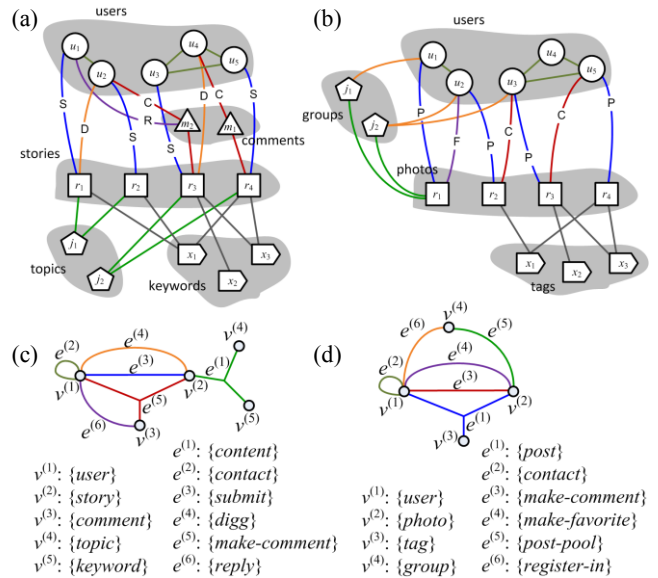 (a)
users
u1
u2
u3
u4
u5
S
D
R
C
S
S
D
C
S
m2
m1
comments
stories
r1
r2
r3
r4
j1
j2
topics
x1
x2
x3
keywords
(b)
users
u1
u2
u3
u4
u5
j1
j2
groups
P
F
P
C
P
C
P
photos
r1
r2
r3
r4
x1
x2
x3
tags
(c)
e(2)
v(1)
e(4)
e(3)
v(2)
e(1)
v(4)
v(5)
e(5)
e(6)
v(3)
v(1): {user}
v(2): {story}
v(3): {comment}
v(4): {topic}
v(5): {keyword}
e(1): {content}
e(2): {contact}
e(3): {submit}
e(4): {digg}
e(5): {make-comment}
e(6): {reply}
(d)
v(4)
e(6)
e(5)
e(2)
e(4)
e(3)
v(1)
v(2)
e(1)
v(3)
v(1): {user}
v(2): {photo}
v(3): {tag}
v(4): {group}
e(1): {post}
e(2): {contact}
e(3): {make-comment}
e(4): {make-favorite}
e(5): {post-pool}
e(6): {register-in}